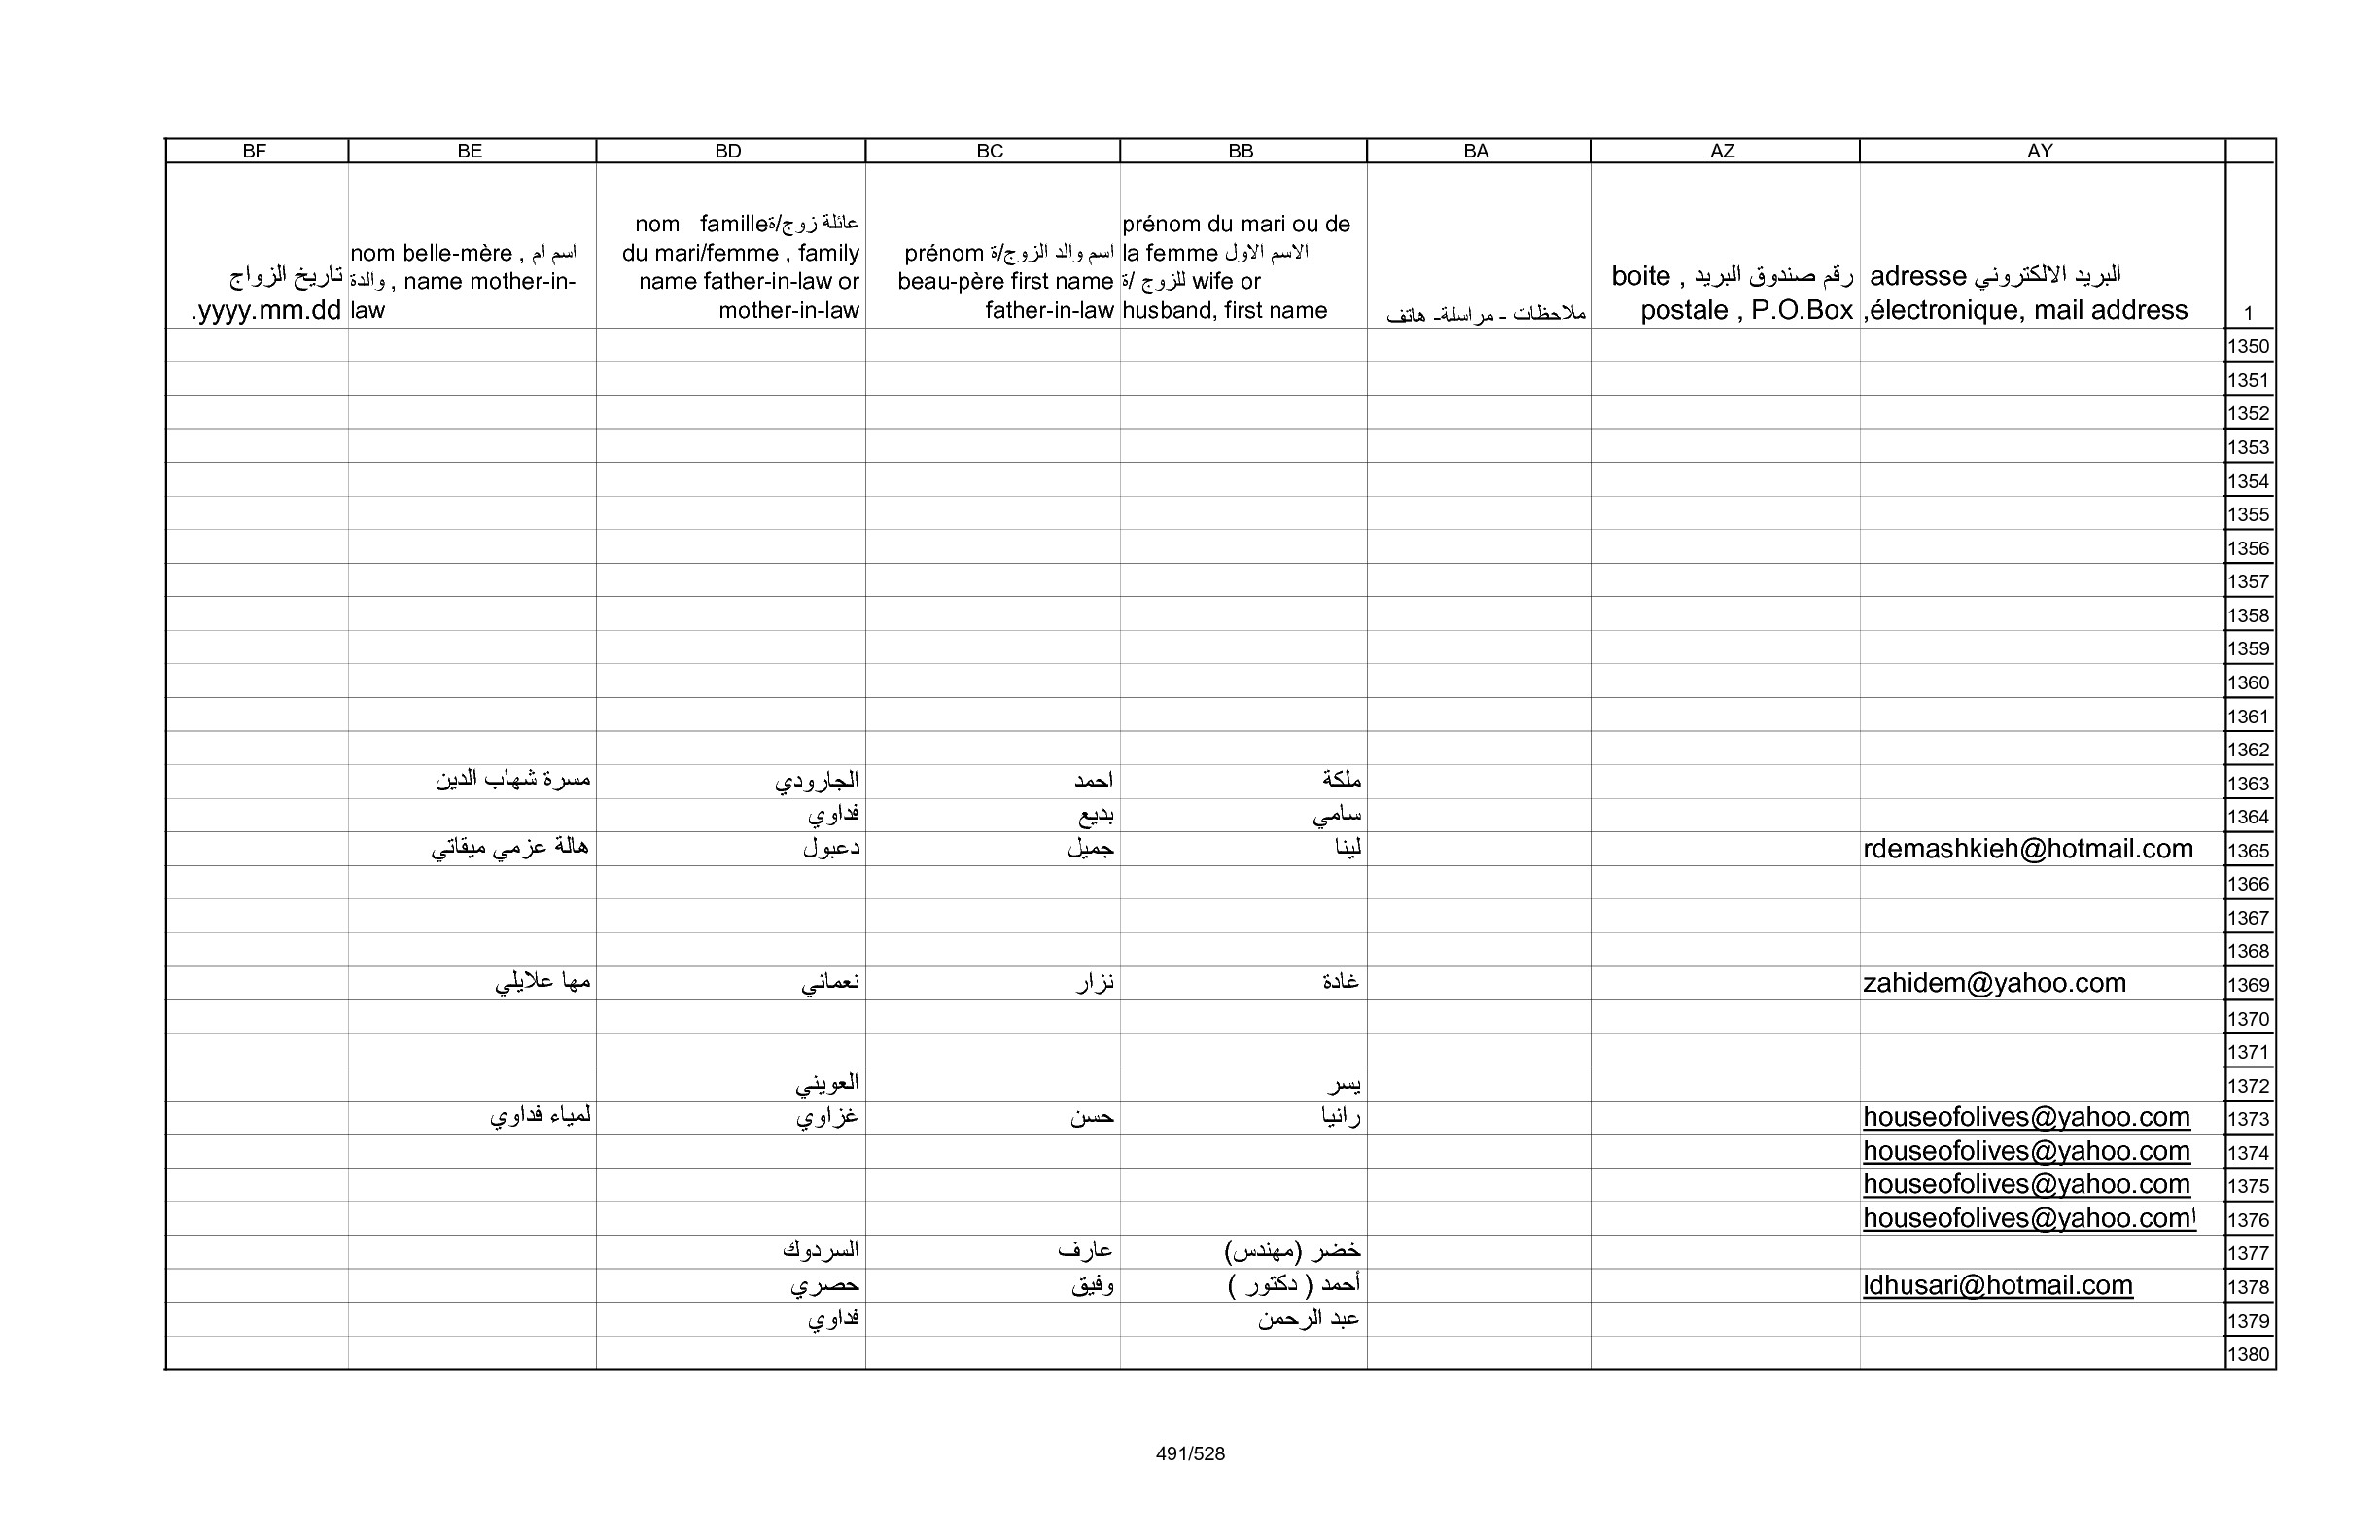 AY AZ BA BB BC BD BE BF
1
البريد الالكتروني adresse
électronique, mail address,
رقم صندوق البريد , boite
postale , P.O.Box
ملاحظات - مراسلة- هاتف
prénom du mari ou de
la femme الاسم الاول
للزوج /ة wife or
husband, first name
اسم والد الزوج/ة prénom
beau-père first name
father-in-law
عائلة زوج/ةnom famille
du mari/femme , family
name father-in-law or
mother-in-law
nom belle-mère , اسم ام
والدة , name mother-in-
law
تاريخ الزواج
yyyy.mm.dd.
1350
1351
1352
1353
1354
1355
1356
1357
1358
1359
1360
1361
1362
1363 ملكة احمد الجارودي مسرة شهاب الدين
1364 سامي بديع فداوي
1365 rdemashkieh@hotmail.com لينا جميل دعبول هالة عزمي ميقاتي
1366
1367
1368
1369 zahidem@yahoo.com غادة نزار نعماني مها علايلي
1370
1371
1372 يسر العويني
1373 houseofolives@yahoo.com رانيا حسن غزاوي لمياء فداوي
1374 houseofolives@yahoo.com
1375 houseofolives@yahoo.com
1376 houseofolives@yahoo.comا
1377 خضر (مهندس) عارف السردوك
1378 ldhusari@hotmail.com أحمد ( دكتور ) وفيق حصري
1379 عبد الرحمن فداوي
1380
491/528